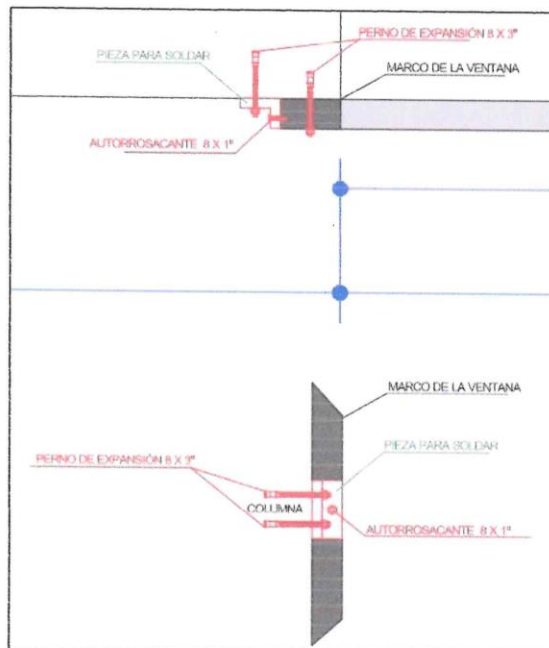 PERNO DE EXPANSIÓN 8 X 3"
PIEZA PARA SOLDAR
MARCO DE LA VENTANA
AUTORROSACANTE 8 X 1"
MARCO DE LA VENTANA
PIEZA PARA SOLDAR
PERNO DE EXPANSIÓN 8 X 3"
COLUMNA
AUTORROSACANTE 8 X 1"